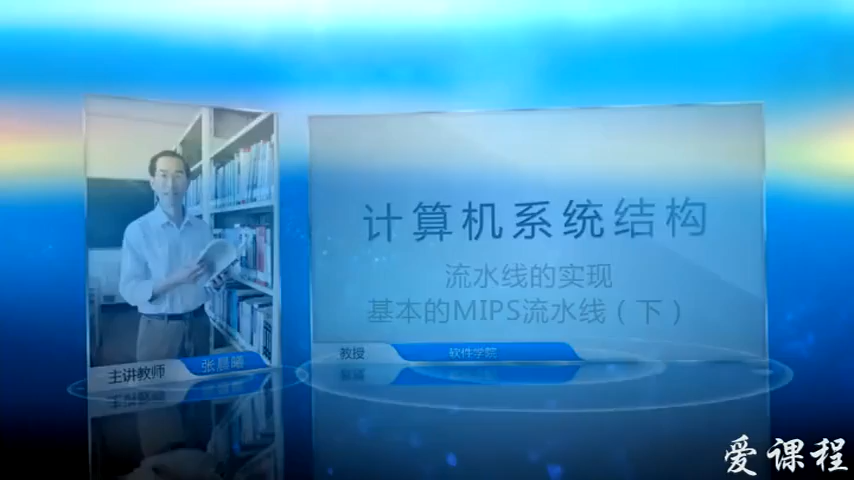 计算机系统结构
流水线的实现
基本的MIPS流水线（下）
主讲教师 张晨曦
教授 软件学院
爱课程